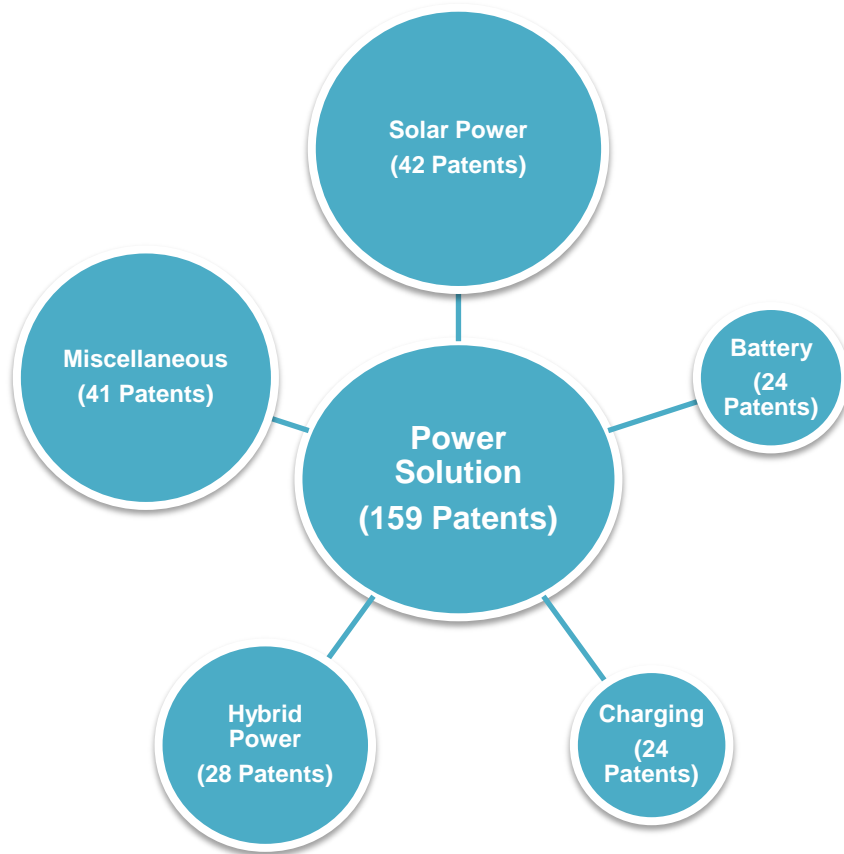 Solar Power
(42 Patents)
Miscellaneous
(41 Patents)
Battery
(24
Patents)
Power
Solution
(159 Patents)
Hybrid
Power
(28 Patents)
Charging
(24
Patents)